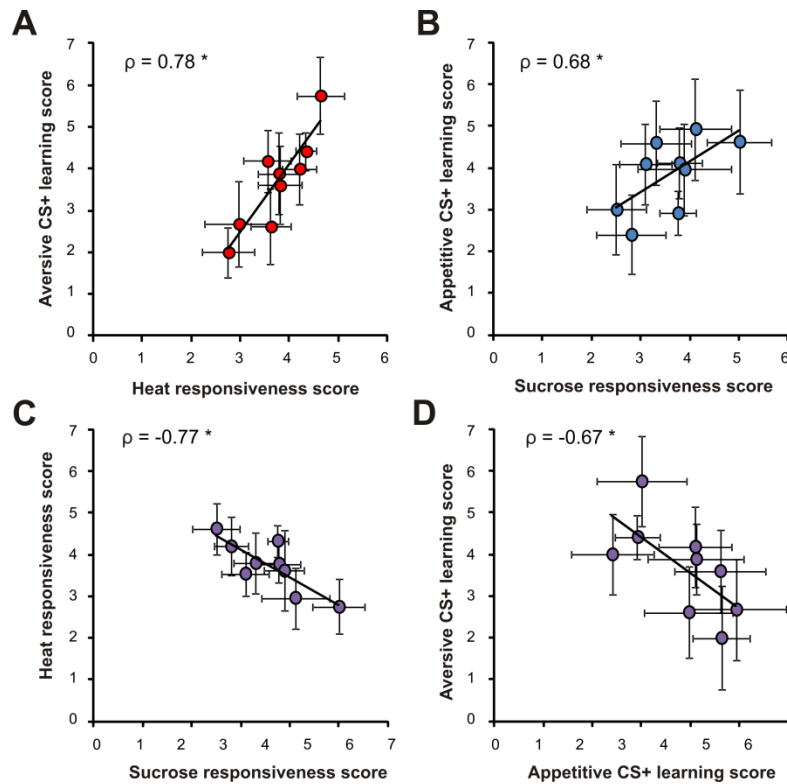 A
ρ = 0.78 *
Aversive CS+ learning score
7
6
5
4
3
2
1
0
0 1 2 3 4 5 6
Heat responsiveness score
B
ρ = 0.68 *
Appetitive CS+ learning score
7
6
5
4
3
2
1
0
0 1 2 3 4 5 6
Sucrose responsiveness score
C
ρ = -0.77 *
Heat responsiveness score
7
6
5
4
3
2
1
0
0 1 2 3 4 5 6 7
Sucrose responsiveness score
D
ρ = -0.67 *
Aversive CS+ learning score
7
6
5
4
3
2
1
0
0 1 2 3 4 5 6
Appetitive CS+ learning score